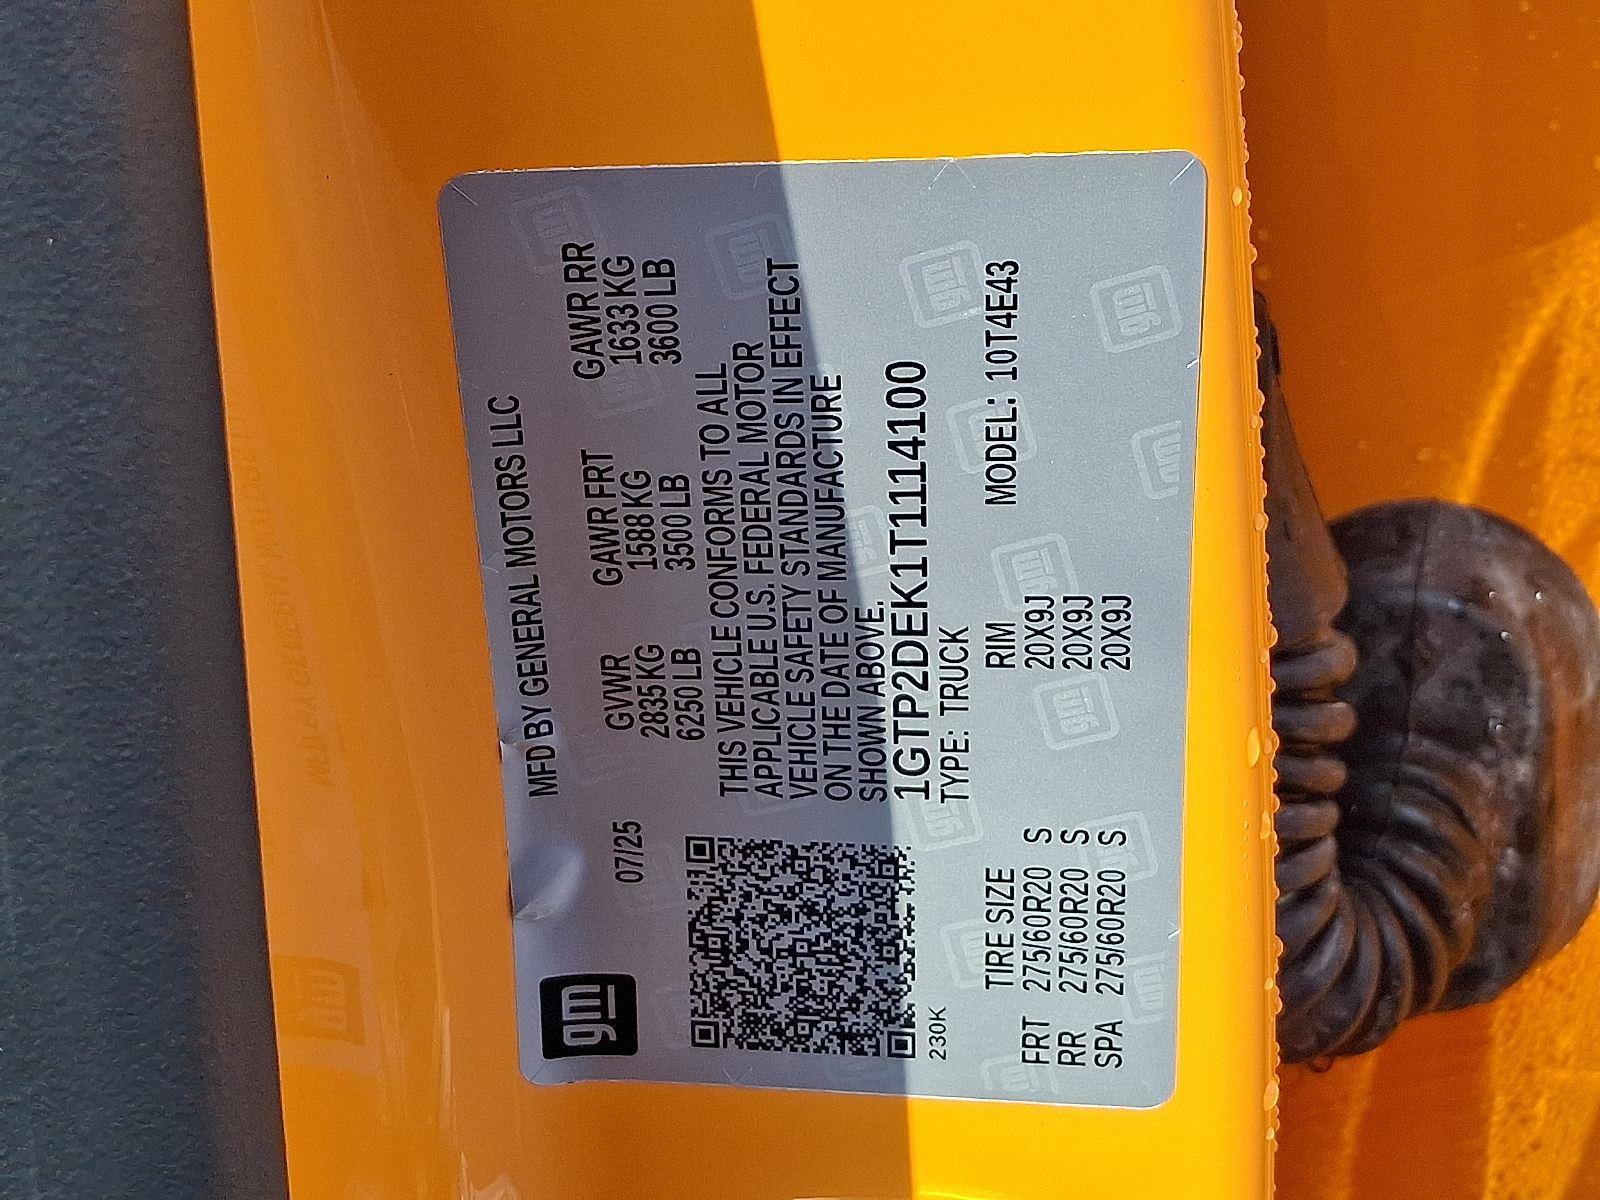 gm
MFD BY GENERAL MOTORS LLC
07/25
GVWR GAWR FRT GAWR RR
2835 KG 1588 KG 1633 KG
6250 LB 3500 LB 3600 LB
THIS VEHICLE CONFORMS TO ALL
APPLICABLE U.S. FEDERAL MOTOR
VEHICLE SAFETY STANDARDS IN EFFECT
ON THE DATE OF MANUFACTURE
SHOWN ABOVE.
1GTP2DEK1T1114100
TYPE: TRUCK
230K
MODEL: 10T4E43
TIRE SIZE RIM
FRT 275/60R20 S 20X9J
RR 275/60R20 S 20X9J
SPA 275/60R20 S 20X9J